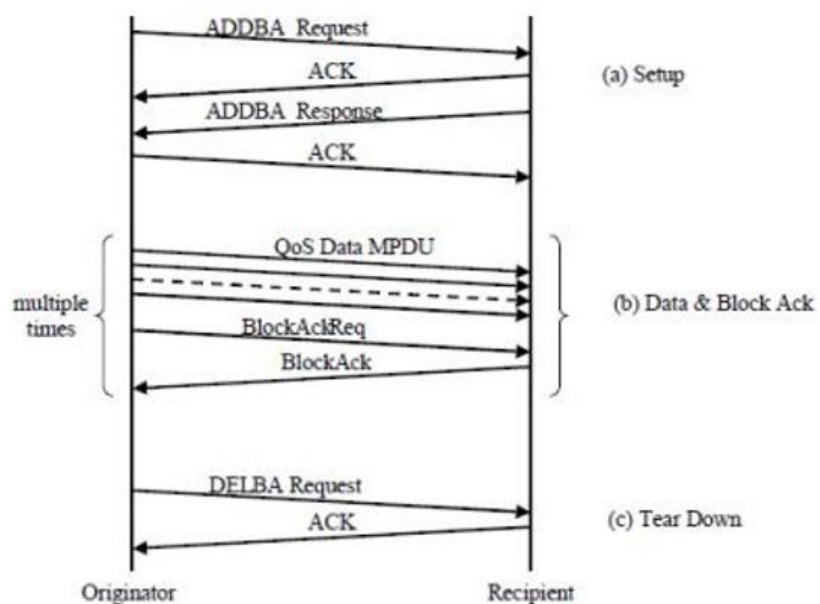 ADDBA Request
ACK
(a) Setup
ADDBA Response
ACK
QoS Data MPDU
multiple
times
(b) Data & Block Ack
BlockAckReq
BlockAck
DELBA Request
ACK
(c) Tear Down
Originator
Recipient